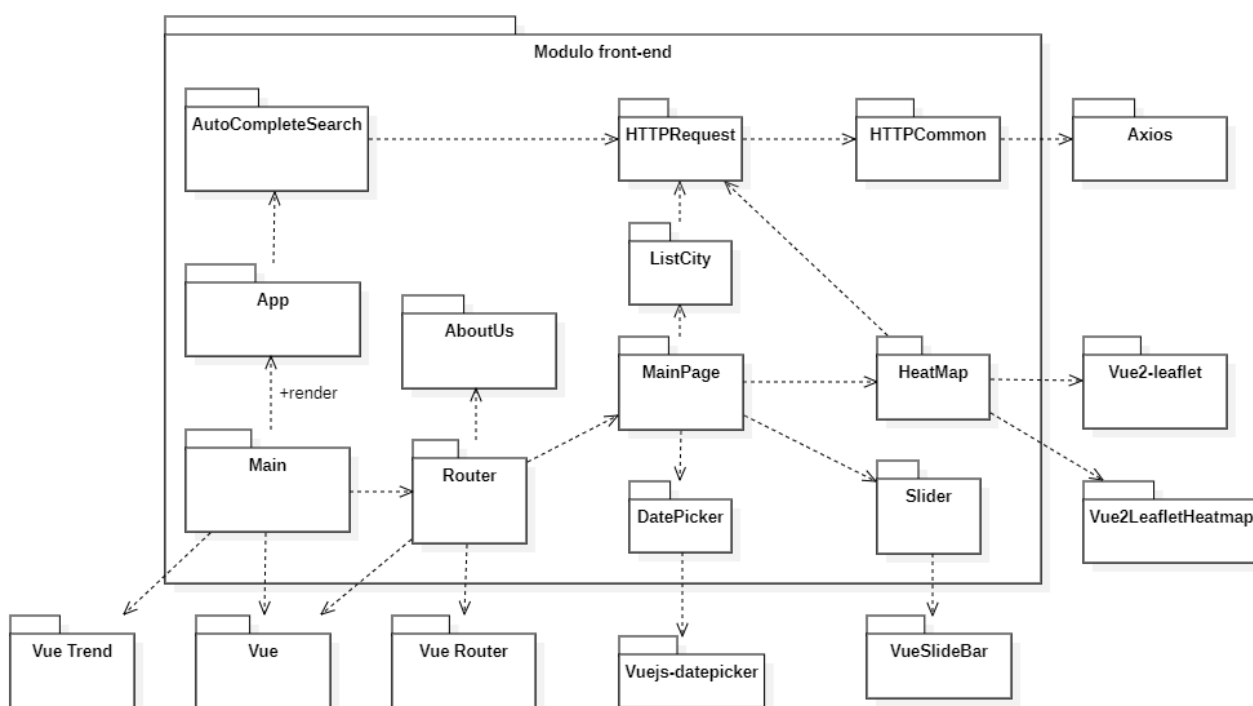 Modulo front-end
AutoCompleteSearch
HTTPRequest
HTTPCommon
Axios
ListCity
App
AboutUs
MainPage
HeatMap
Vue2-leaflet
+render
Main
Router
DatePicker
Slider
Vue2LeafletHeatmap
Vue Trend
Vue
Vue Router
Vuejs-datepicker
VueSlideBar